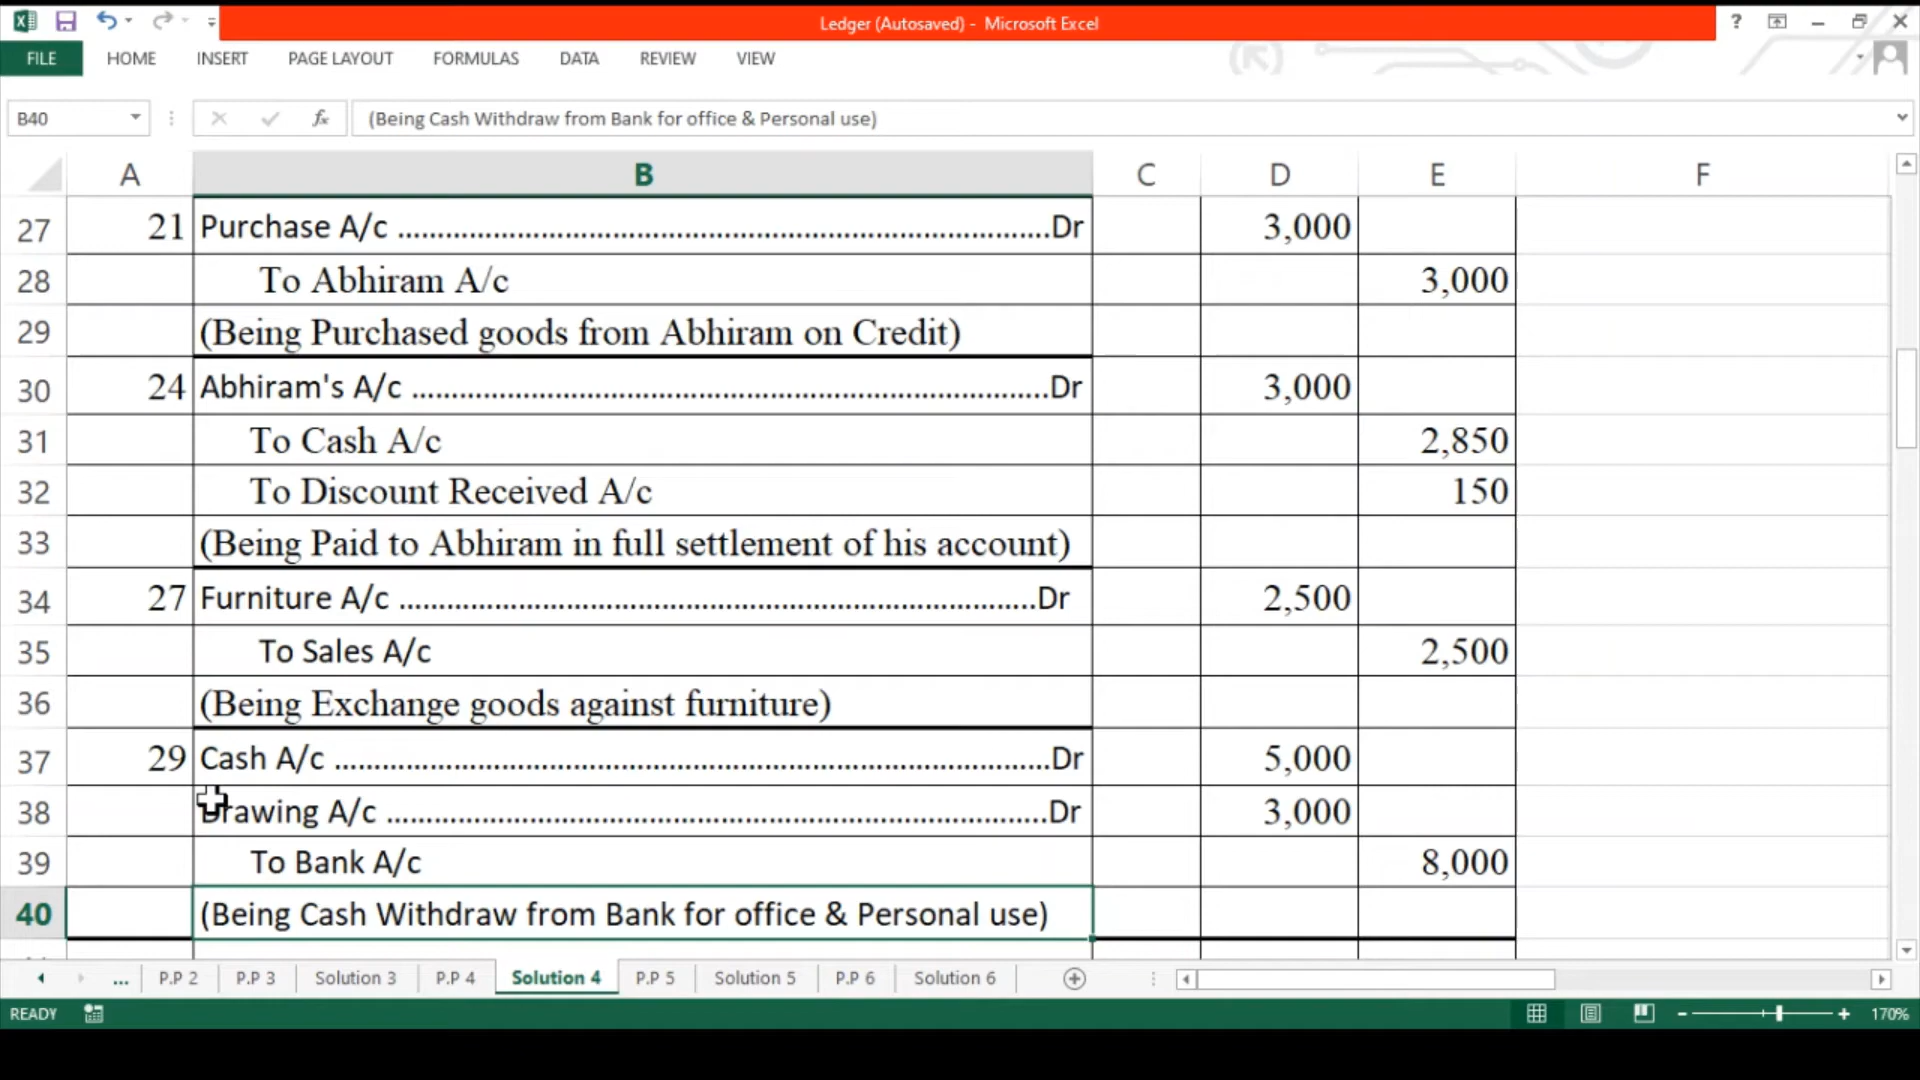 Ledger (Autosaved) - Microsoft Excel
?
FILE HOME INSERT PAGE LAYOUT FORMULAS DATA REVIEW VIEW
B40 fx (Being Cash Withdraw from Bank for office & Personal use)
A B C D E F
27 21 Purchase A/c ..................................................................................Dr 3,000
28 To Abhiram A/c 3,000
29 (Being Purchased goods from Abhiram on Credit)
30 24 Abhiram's A/c ................................................................................Dr 3,000
31 To Cash A/c 2,850
32 To Discount Received A/c 150
33 (Being Paid to Abhiram in full settlement of his account)
34 27 Furniture A/c ................................................................................Dr 2,500
35 To Sales A/c 2,500
36 (Being Exchange goods against furniture)
37 29 Cash A/c ..........................................................................................Dr 5,000
38 Drawing A/c ...................................................................................Dr 3,000
39 To Bank A/c 8,000
40 (Being Cash Withdraw from Bank for office & Personal use)
... P.P 2 P.P 3 Solution 3 P.P 4 Solution 4 P.P 5 Solution 5 P.P 6 Solution 6
READY 170%